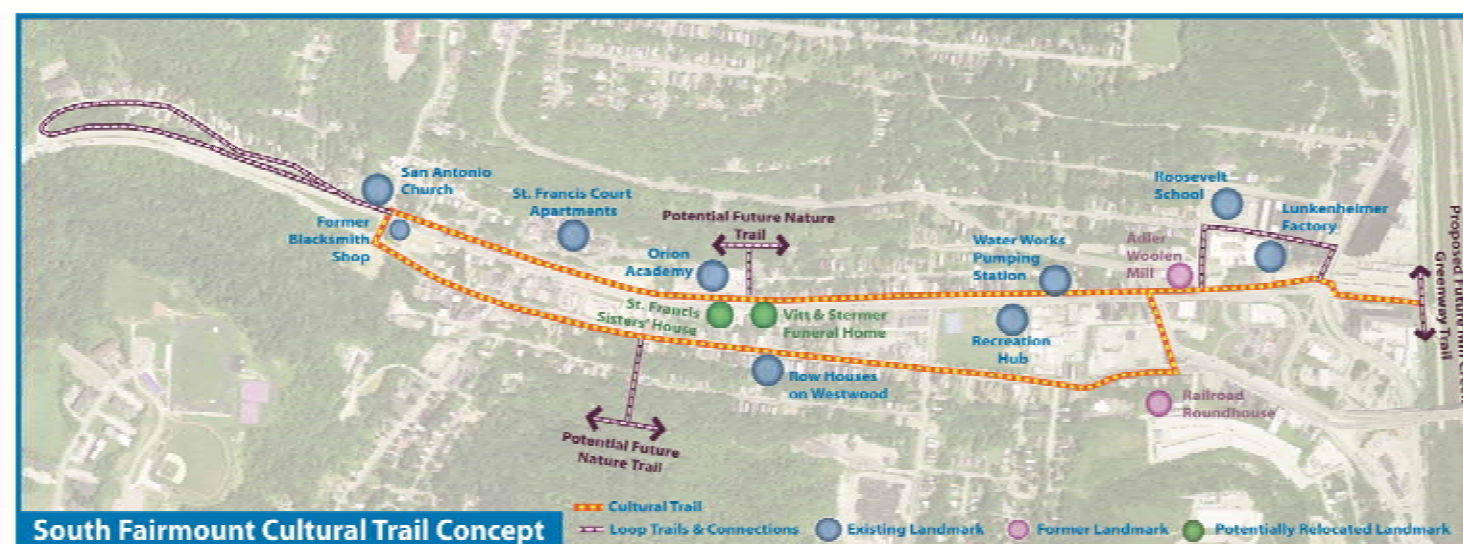 San Antonio
Church
Former
Blacksmith
Shop
St. Francis Court
Apartments
Orion
Academy
Potential Future Nature
Trail
St. Francis
Sisters' House
Vitt & Stermer
Funeral Home
Row Houses
on Westwood
Potential Future
Nature Trail
Water Works
Pumping
Station
Recreation
Hub
Adler
Woolen
Mill
Roosevelt
School
Lunkenheimer
Factory
Railroad
Roundhouse
Proposed Future Mill Creek
Greenway Trail
South Fairmount Cultural Trail Concept
Cultural Trail
Loop Trails & Connections
Existing Landmark
Former Landmark
Potentially Relocated Landmark